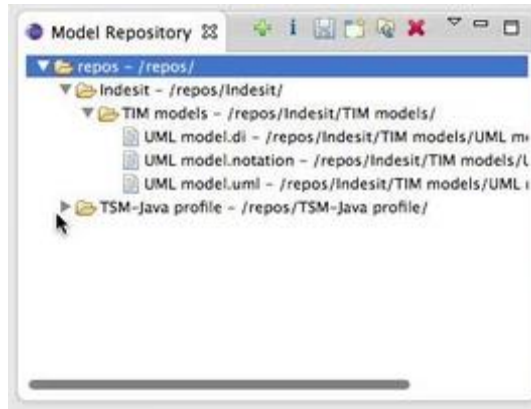 Model Repository
repos - /repos/
Indesit - /repos/Indesit/
TIM models - /repos/Indesit/TIM models/
UML model.di - /repos/Indesit/TIM models/UML m
UML model.notation - /repos/Indesit/TIM models/
UML model.uml - /repos/Indesit/TIM models/UML
TSM-Java profile - /repos/TSM-Java profile/